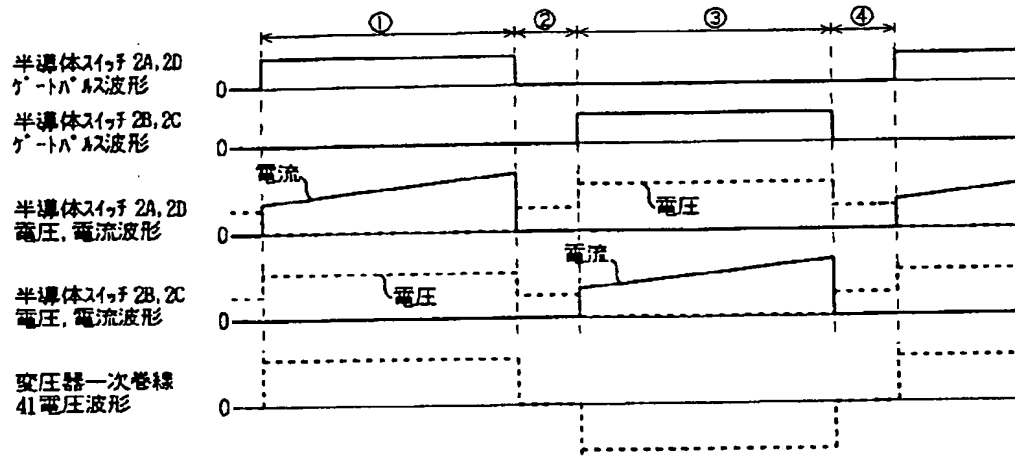 ① ② ③ ④
半導体スイッチ 2A,2D
ゲートパルス波形
0
半導体スイッチ 2B,2C
ゲートパルス波形
0
電流
半導体スイッチ 2A,2D
電圧,電流波形
0
電圧
電流
半導体スイッチ 2B,2C
電圧,電流波形
0
電圧
変圧器一次巻線
41電圧波形
0